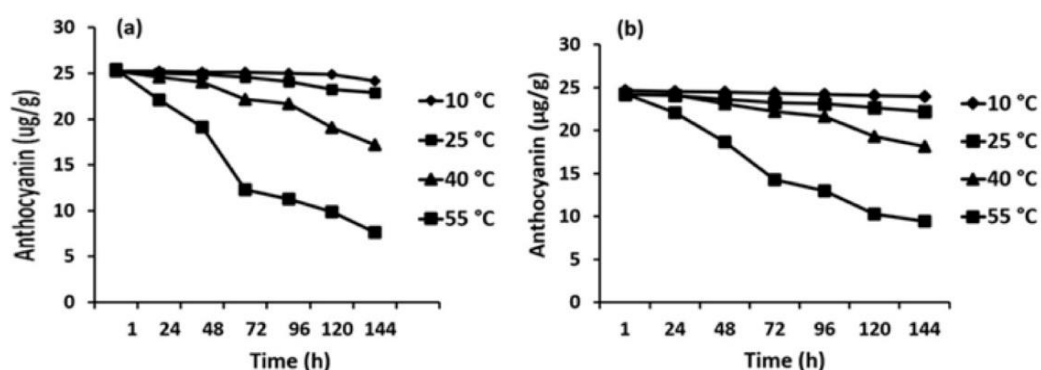 (a)
Anthocyanin (ug/g)
30
25
20
15
10
5
0
1 24 48 72 96 120 144
Time (h)
10 °C
25 °C
40 °C
55 °C
(b)
Anthocyanin (µg/g)
30
25
20
15
10
5
0
1 24 48 72 96 120 144
Time (h)
10 °C
25 °C
40 °C
55 °C